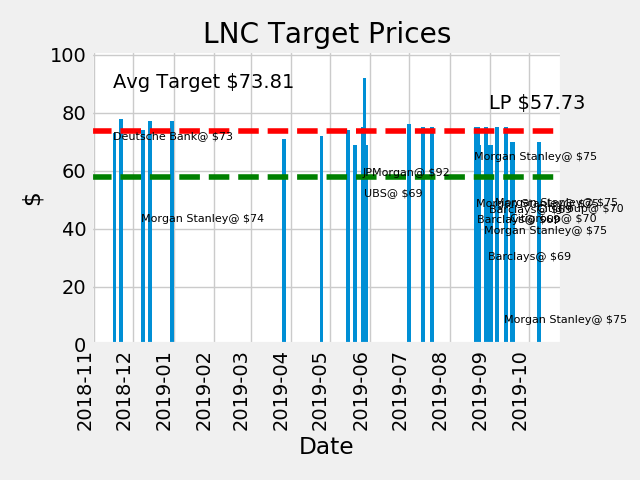 LNC Target Prices
100
Avg Target $73.81
LP $57.73
80
Deutsche Bank@ $73
Morgan Stanley@ $75
60
JPMorgan@ $92
UBS@ $69
$
Morgan Stanley@ $75
Barclays@ $69
Citigroup@ $70
Morgan Stanley@ $74
Barclays@ $69
@ $70
40
Morgan Stanley@ $75
Barclays@ $69
20
Morgan Stanley@ $75
0
2018-11
2018-12
2019-01
2019-02
2019-03
2019-04
2019-05
2019-06
2019-07
2019-08
2019-09
2019-10
Date